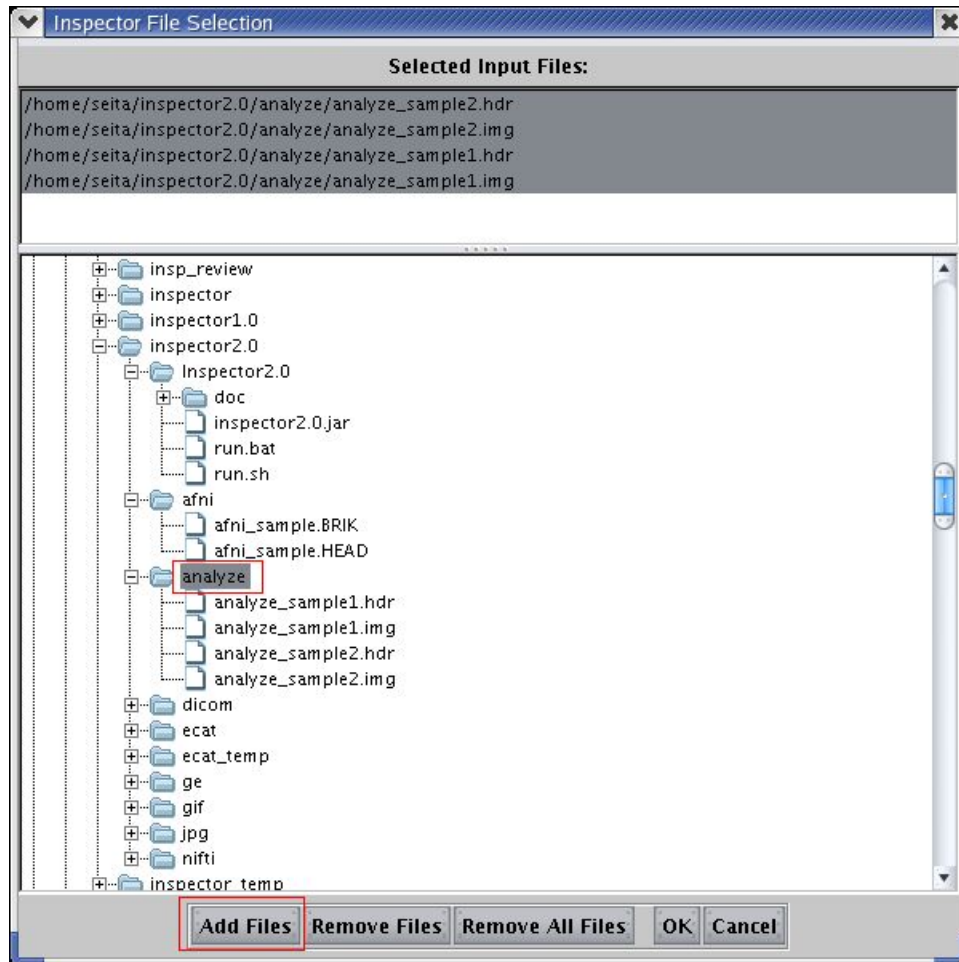 Inspector File Selection
Selected Input Files:
/home/seita/inspector2.0/analyze/analyze_sample2.hdr
/home/seita/inspector2.0/analyze/analyze_sample2.img
/home/seita/inspector2.0/analyze/analyze_sample1.hdr
/home/seita/inspector2.0/analyze/analyze_sample1.img
insp_review
inspector
inspector1.0
inspector2.0
Inspector2.0
doc
inspector2.0.jar
run.bat
run.sh
afni
afni_sample.BRIK
afni_sample.HEAD
analyze
analyze_sample1.hdr
analyze_sample1.img
analyze_sample2.hdr
analyze_sample2.img
dicom
ecat
ecat_temp
ge
gif
jpg
nifti
inspector_temp
Add Files Remove Files Remove All Files OK Cancel